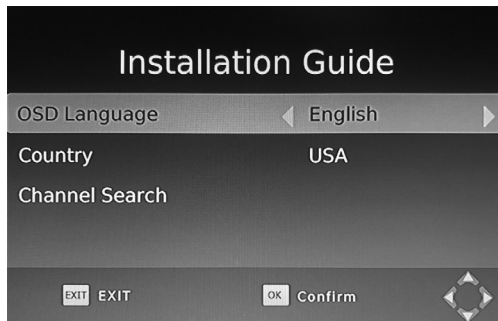 Installation Guide
OSD Language English
Country USA
Channel Search
EXIT EXIT OK Confirm